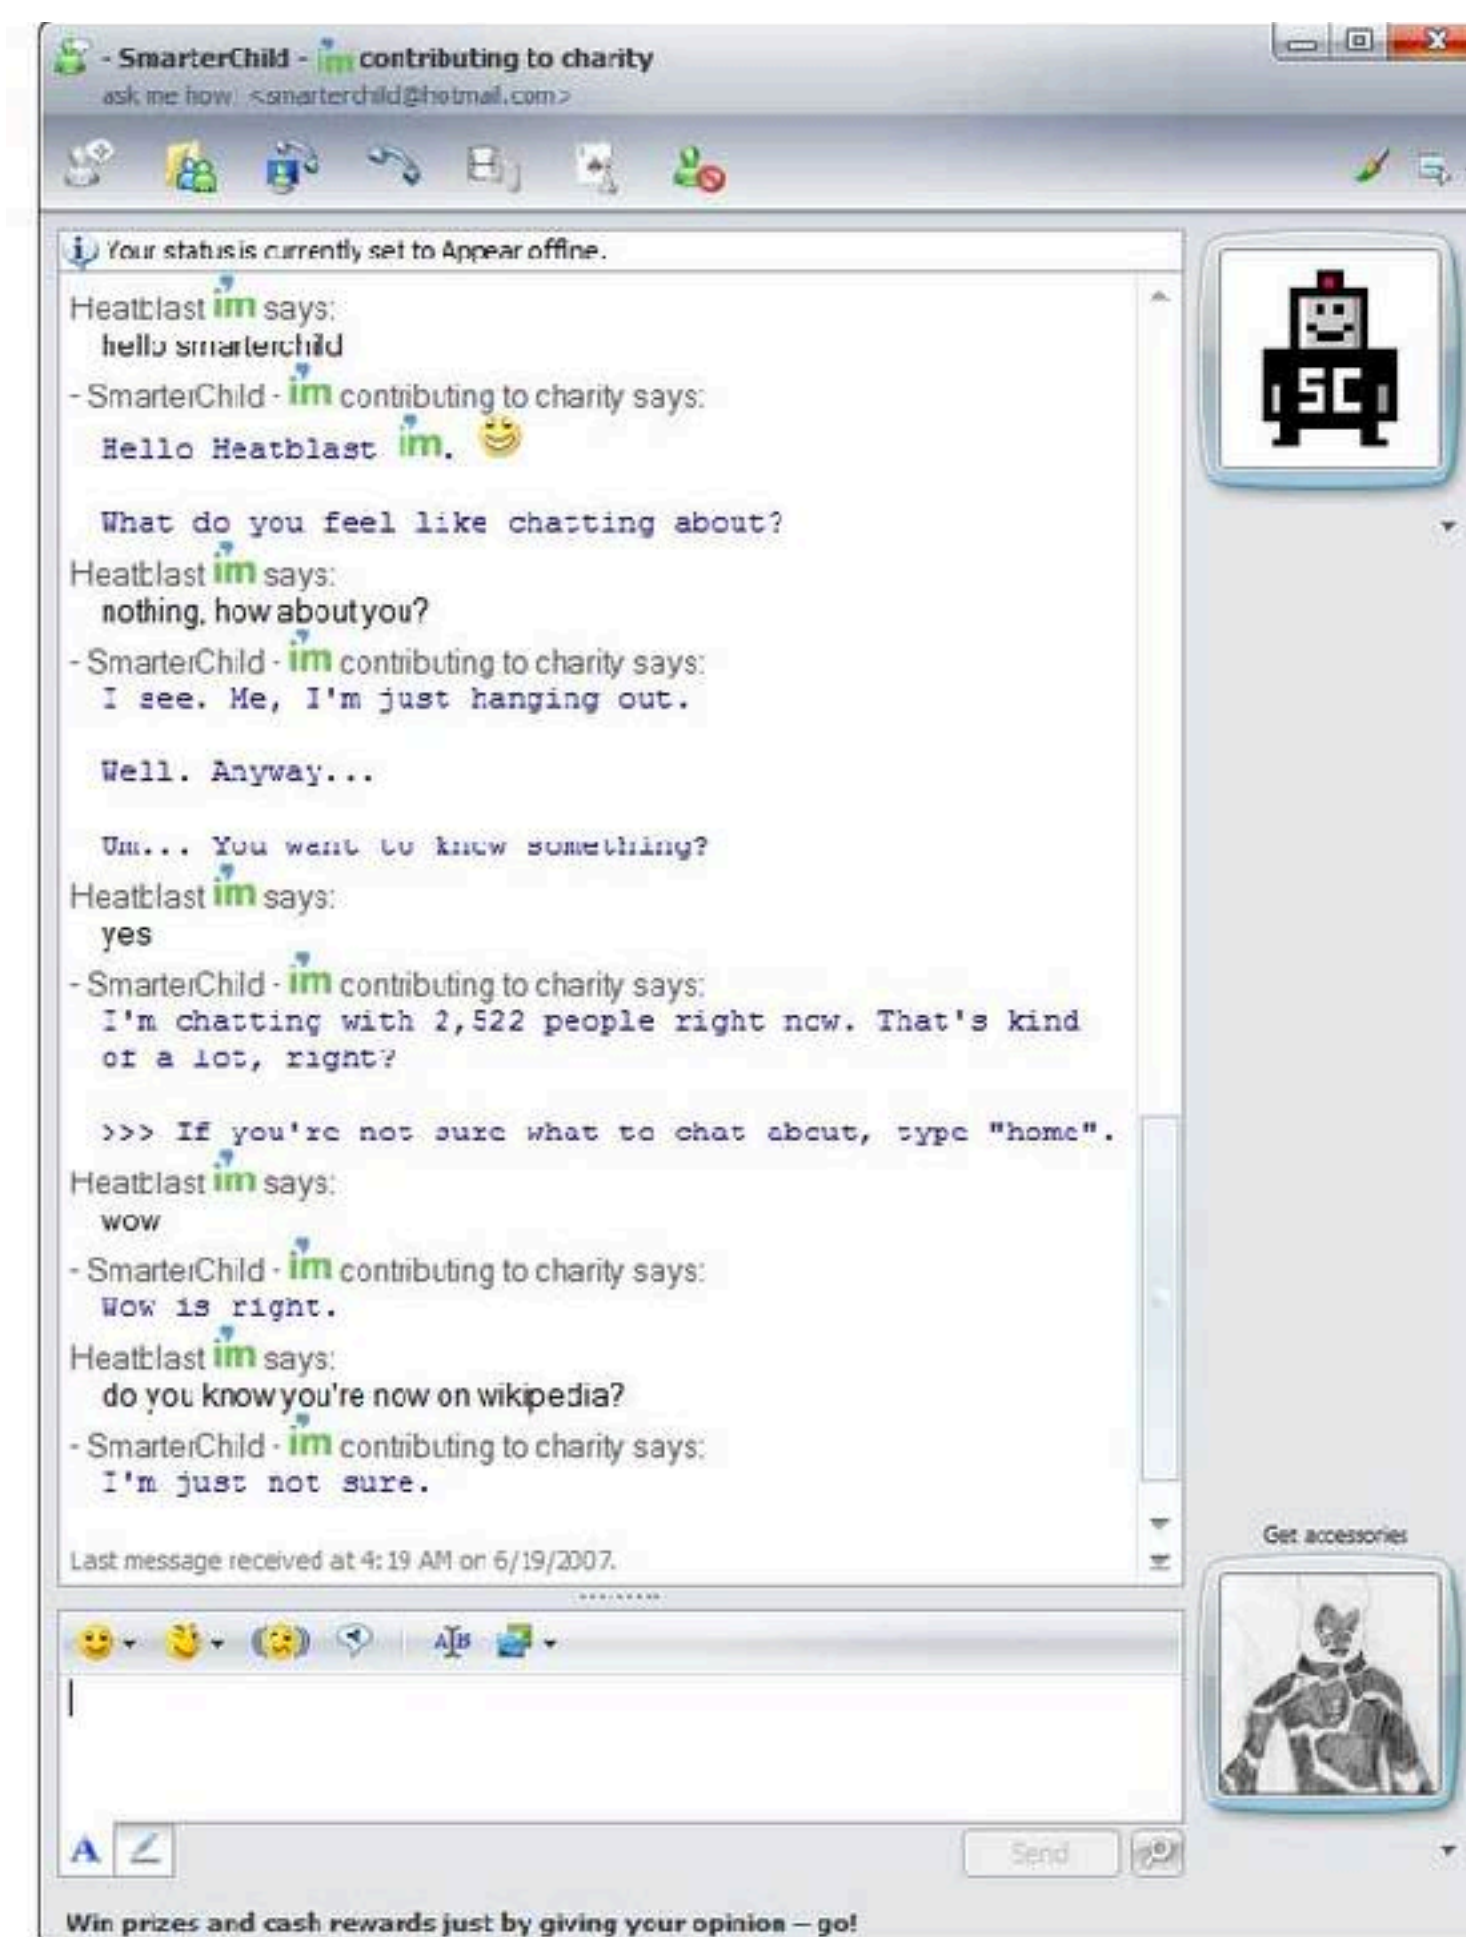 - SmarterChild - im contributing to charity
ask me how! <smarterchild@hotmail.com>
Your status is currently set to Appear offline.
Heatblast im says:
hello smarterchild
- SmarterChild - im contributing to charity says:
Hello Heatblast im.
What do you feel like chatting about?
Heatblast im says:
nothing, how about you?
- SmarterChild - im contributing to charity says:
I see. Me, I'm just hanging out.
Well. Anyway...
Um... You want to know something?
Heatblast im says:
yes
- SmarterChild - im contributing to charity says:
I'm chatting with 2,522 people right now. That's kind
of a lot, right?
>>> If you're not sure what to chat about, type "home".
Heatblast im says:
wow
- SmarterChild - im contributing to charity says:
Wow is right.
Heatblast im says:
do you know you're now on wikipedia?
- SmarterChild - im contributing to charity says:
I'm just not sure.
Last message received at 4:19 AM on 6/19/2007.
SC
Get accessories
AB
A
Send
Win prizes and cash rewards just by giving your opinion – go!